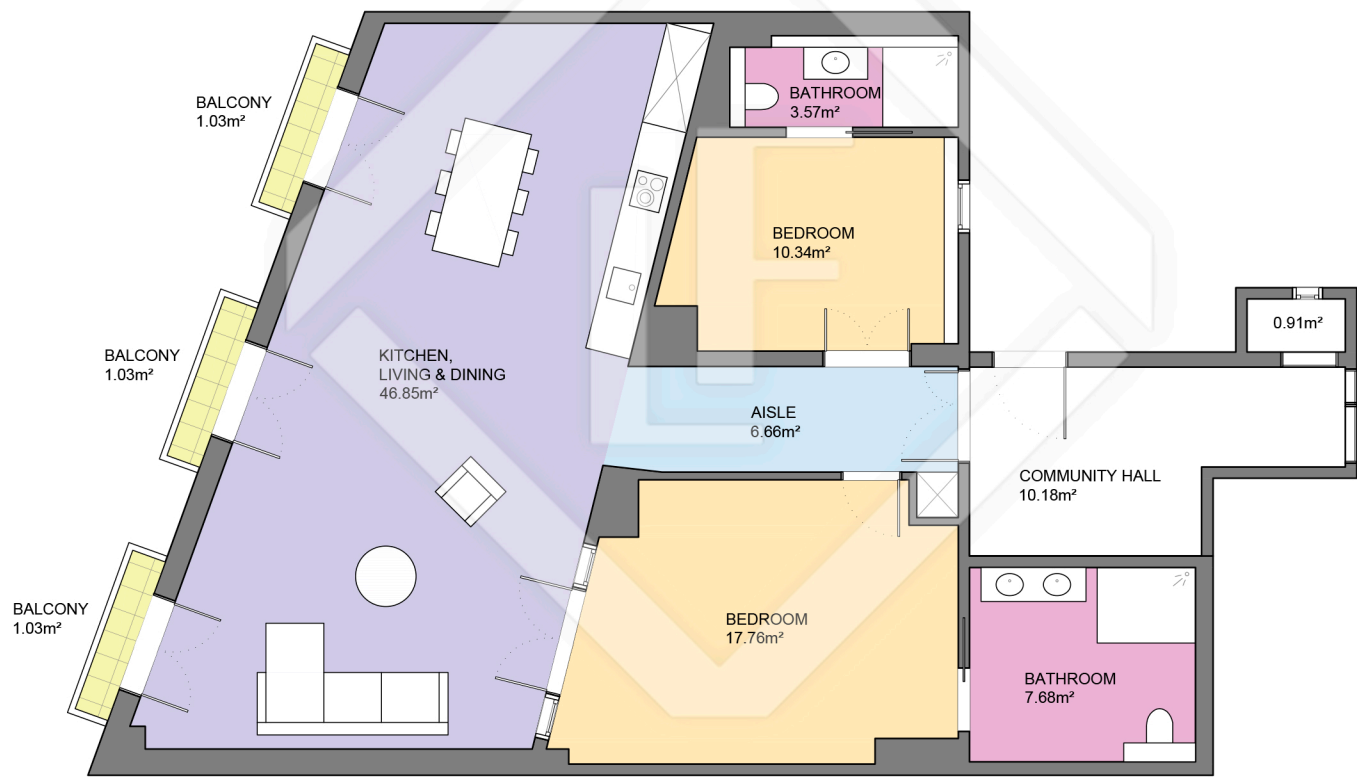 BALCONY
1.03m²
BATHROOM
3.57m²
BEDROOM
10.34m²
0.91m²
BALCONY
1.03m²
KITCHEN,
LIVING & DINING
46.85m²
AISLE
6.66m²
COMMUNITY HALL
10.18m²
BALCONY
1.03m²
BEDROOM
17.76m²
BATHROOM
7.68m²